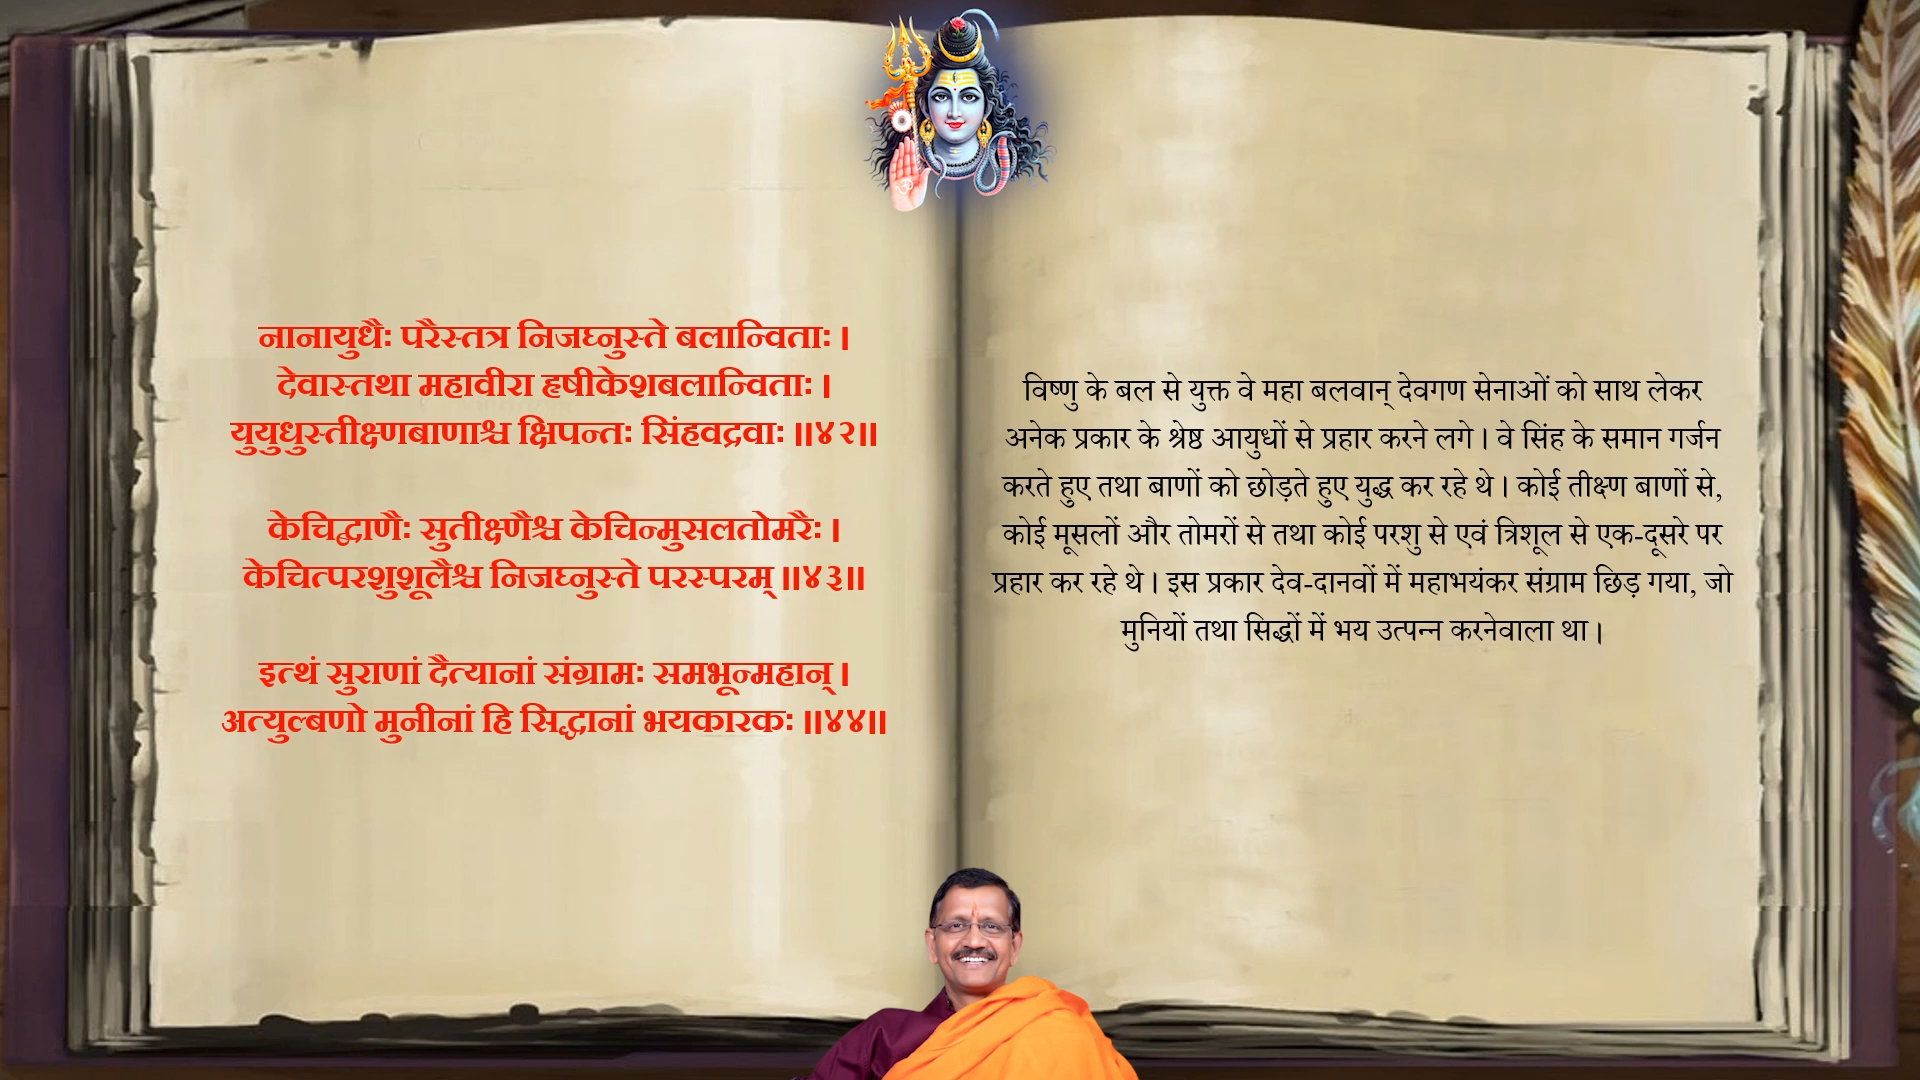 नानायुधैः परैस्तत्र निजघ्नुस्ते बलान्विताः ।
देवास्तथा महावीरा हृषीकेशबलान्विताः ।
युयुधुस्तीक्ष्णबाणाश्च क्षिपन्तः सिंहवद्रवाः ॥४२॥
केचिद्बाणैः सुतीक्ष्णैश्च केचिन्मुसलतोमरैः ।
केचित्परशुशूलैश्च निजघ्नुस्ते परस्परम् ॥४३॥
इत्थं सुराणां दैत्यानां संग्रामः समभून्महान् ।
अत्युल्बणो मुनीनां हि सिद्धानां भयकारकः ॥४४॥
विष्णु के बल से युक्त वे महा बलवान् देवगण सेनाओं को साथ लेकर
अनेक प्रकार के श्रेष्ठ आयुधों से प्रहार करने लगे । वे सिंह के समान गर्जन
करते हुए तथा बाणों को छोड़ते हुए युद्ध कर रहे थे । कोई तीक्ष्ण बाणों से,
कोई मूसलों और तोमरों से तथा कोई परशु से एवं त्रिशूल से एक-दूसरे पर
प्रहार कर रहे थे । इस प्रकार देव-दानवों में महाभयंकर संग्राम छिड़ गया, जो
मुनियों तथा सिद्धों में भय उत्पन्न करनेवाला था ।